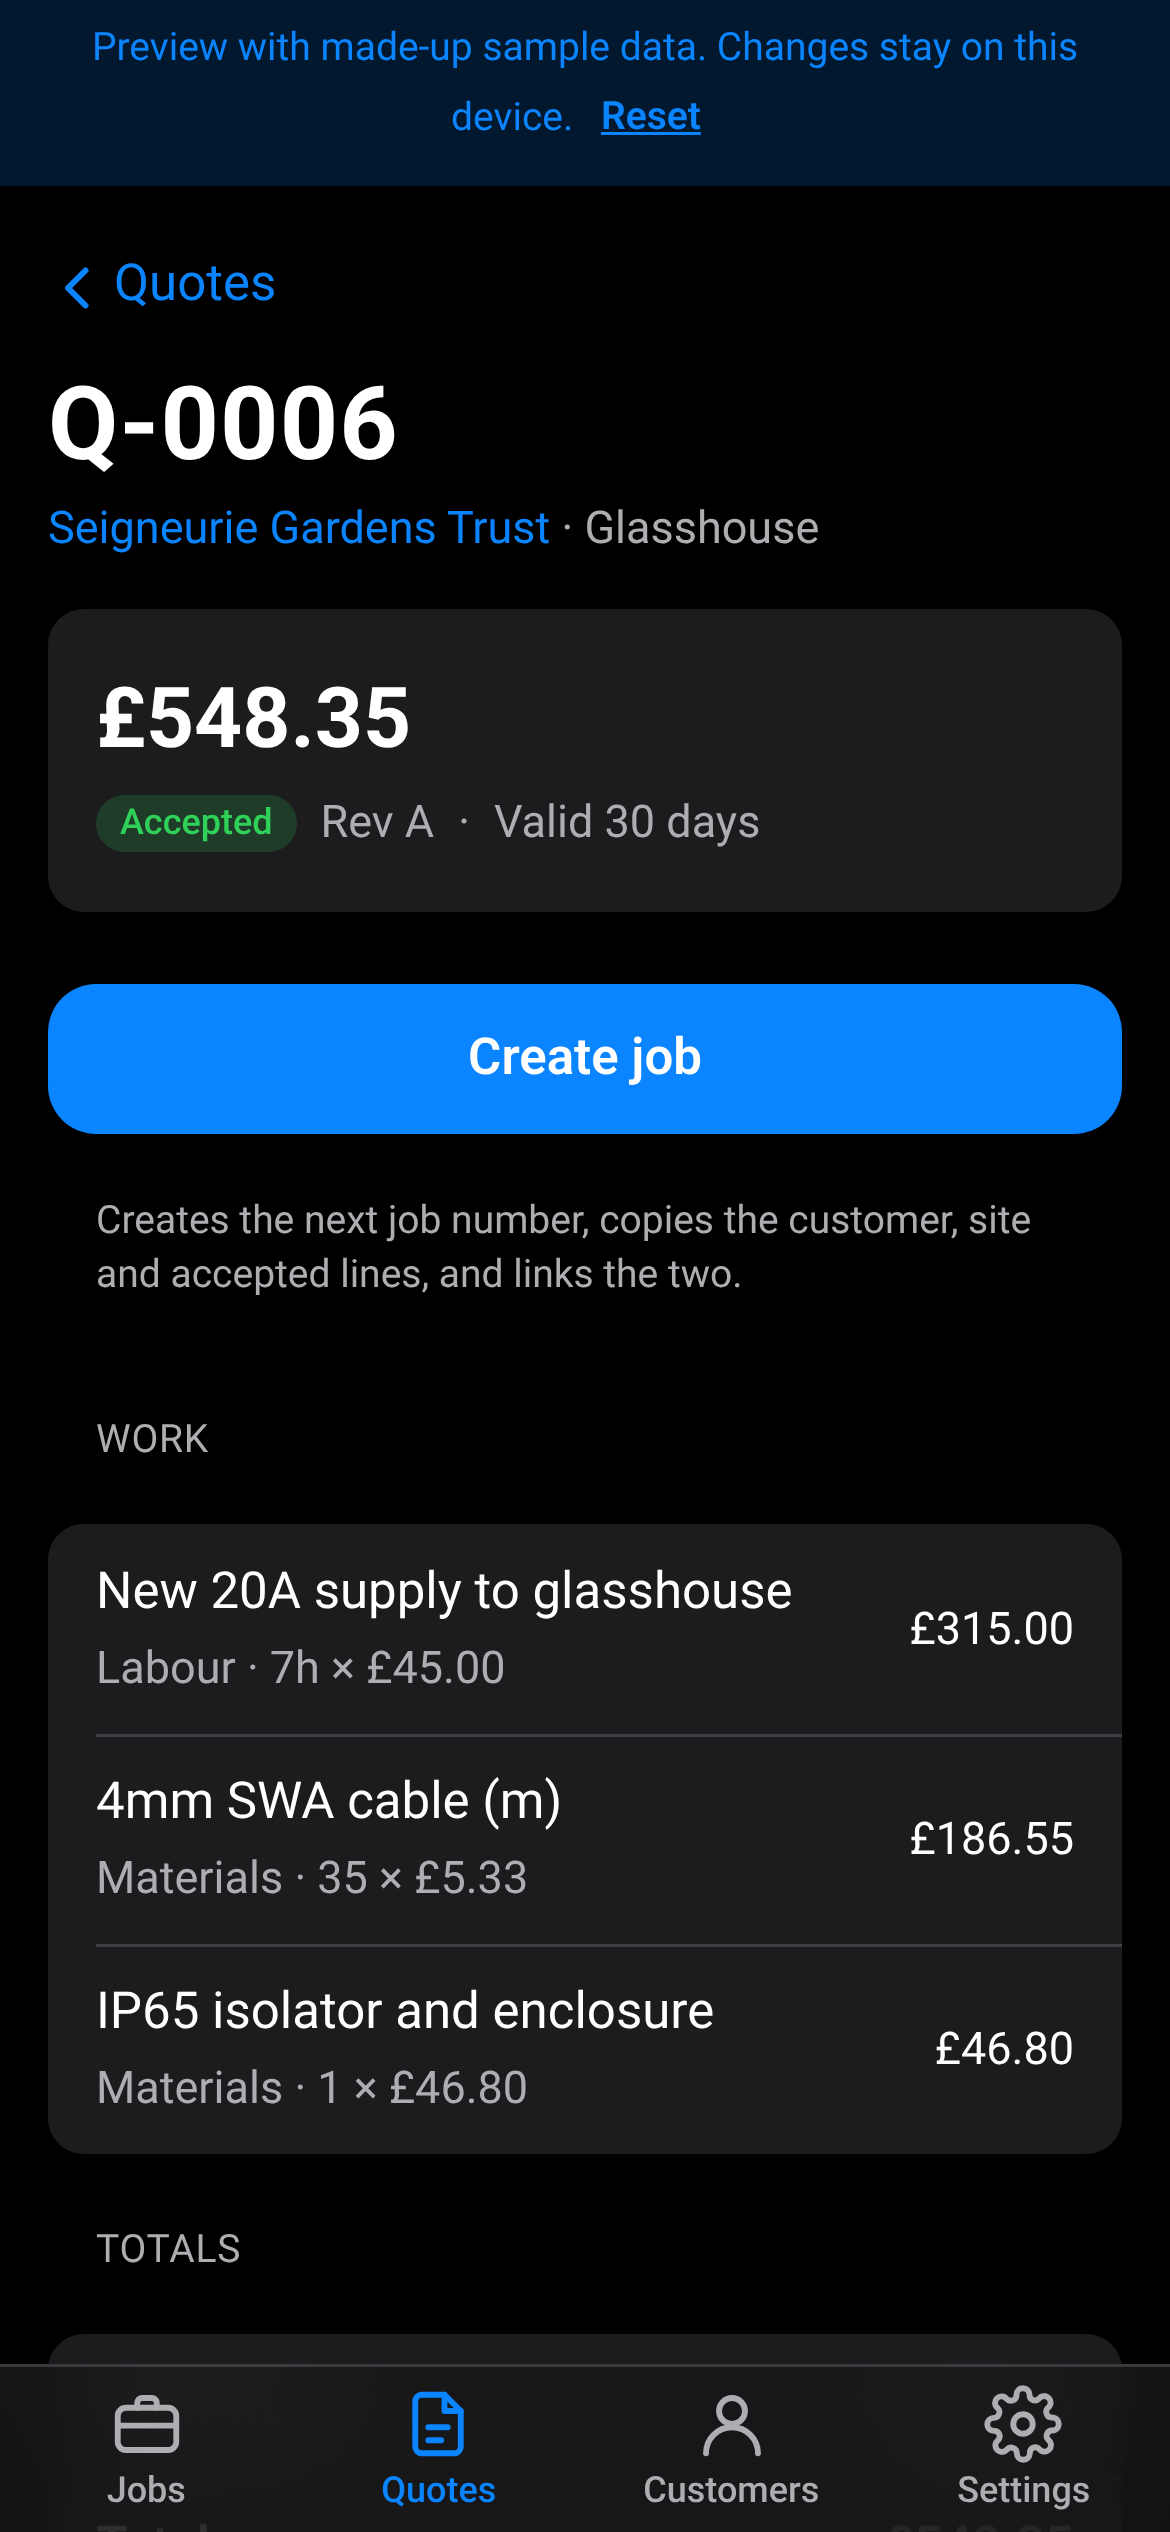 Preview with made-up sample data. Changes stay on this
device. Reset
Quotes
Q-0006
Seigneurie Gardens Trust · Glasshouse
£548.35
Accepted Rev A · Valid 30 days
Create job
Creates the next job number, copies the customer, site
and accepted lines, and links the two.
WORK
New 20A supply to glasshouse
£315.00
Labour · 7h × £45.00
4mm SWA cable (m)
£186.55
Materials · 35 × £5.33
IP65 isolator and enclosure
£46.80
Materials · 1 × £46.80
TOTALS
Jobs Quotes Customers Settings